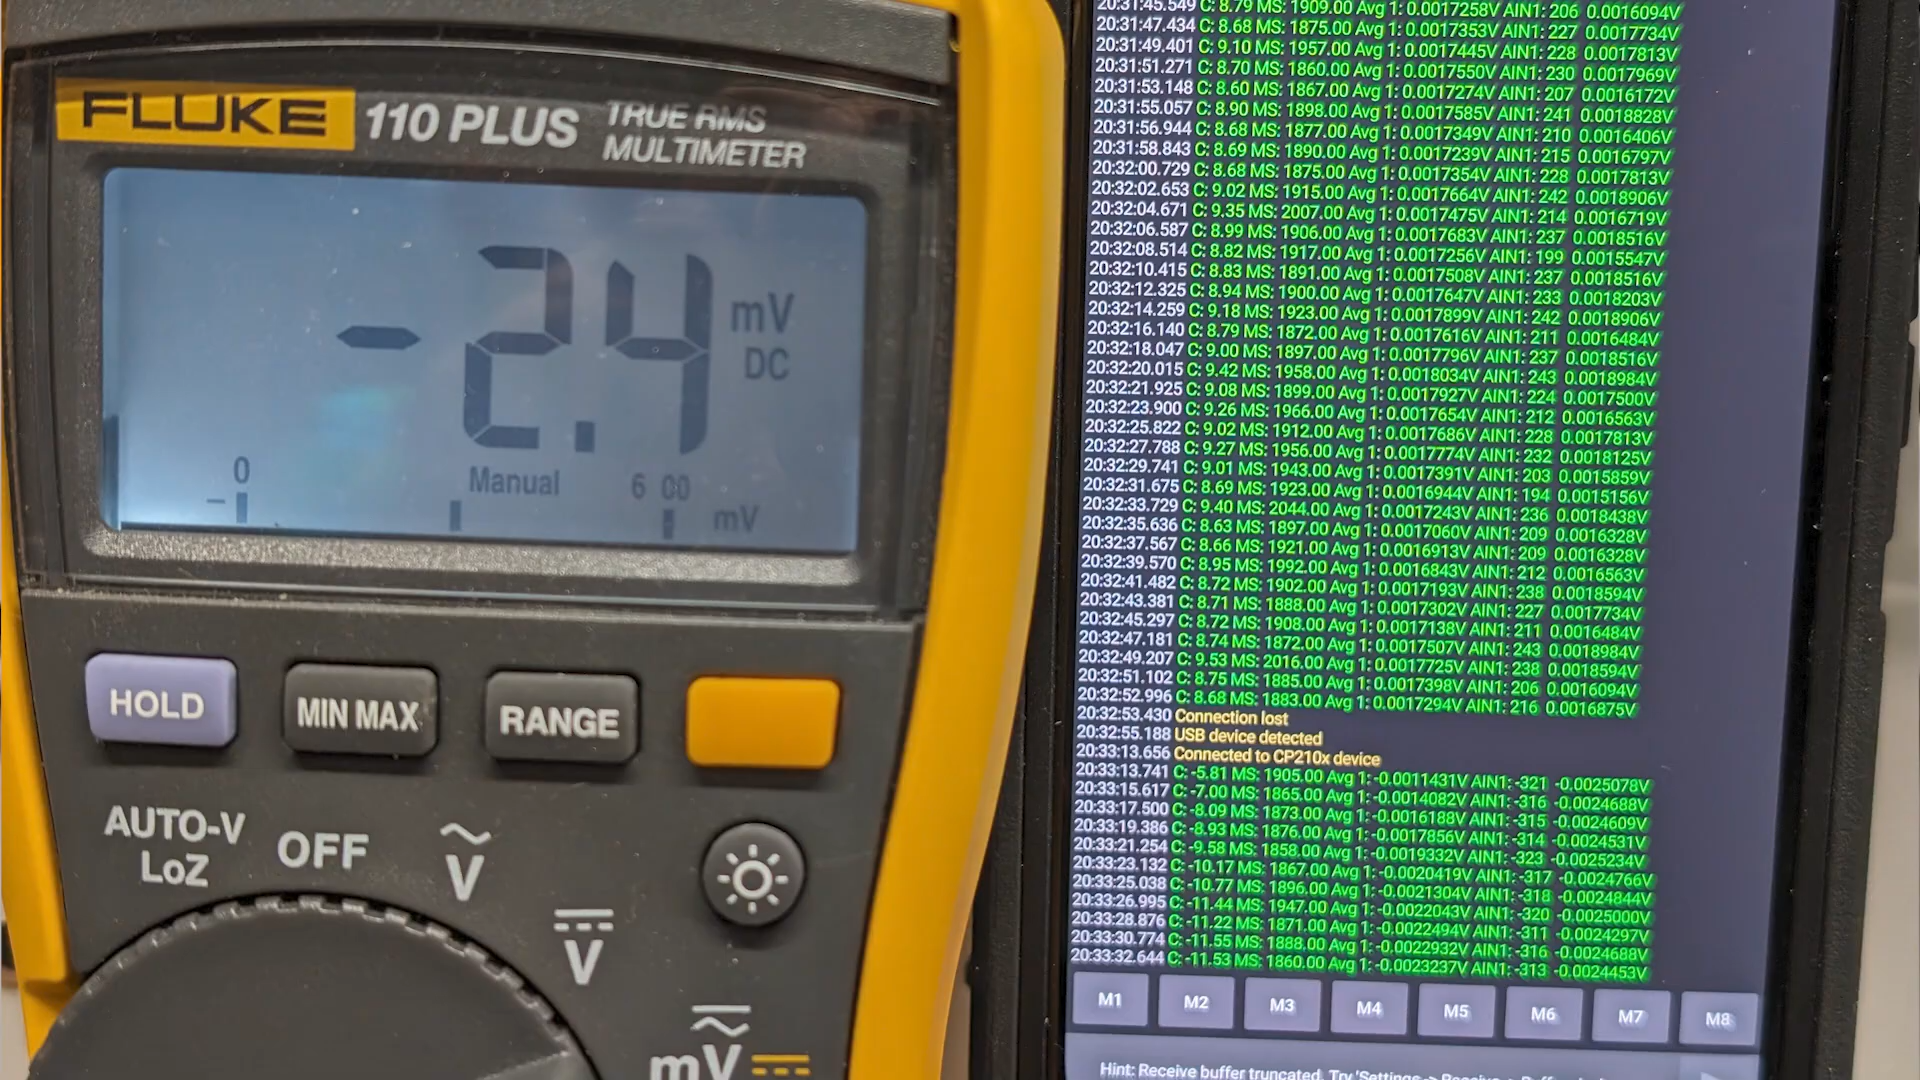 FLUKE 110 PLUS TRUE RMS
MULTIMETER
-2.4 mV
DC
0
Manual 6 00
- mV
HOLD
MIN MAX
RANGE
AUTO-V
LoZ
OFF
V
V
mV
20:31:45.549 C: 8.79 MS: 1909.00 Avg 1: 0.0017258V AIN1: 206 0.0016094V
20:31:47.434 C: 8.68 MS: 1875.00 Avg 1: 0.0017353V AIN1: 227 0.0017734V
20:31:49.401 C: 9.10 MS: 1957.00 Avg 1: 0.0017445V AIN1: 228 0.0017813V
20:31:51.271 C: 8.70 MS: 1860.00 Avg 1: 0.0017550V AIN1: 230 0.0017969V
20:31:53.148 C: 8.60 MS: 1867.00 Avg 1: 0.0017274V AIN1: 207 0.0016172V
20:31:55.057 C: 8.90 MS: 1898.00 Avg 1: 0.0017585V AIN1: 241 0.0018828V
20:31:56.944 C: 8.68 MS: 1877.00 Avg 1: 0.0017349V AIN1: 210 0.0016406V
20:31:58.843 C: 8.69 MS: 1890.00 Avg 1: 0.0017239V AIN1: 215 0.0016797V
20:32:00.729 C: 8.68 MS: 1875.00 Avg 1: 0.0017354V AIN1: 228 0.0017813V
20:32:02.653 C: 9.02 MS: 1915.00 Avg 1: 0.0017664V AIN1: 242 0.0018906V
20:32:04.671 C: 9.35 MS: 2007.00 Avg 1: 0.0017475V AIN1: 214 0.0016719V
20:32:06.587 C: 8.99 MS: 1906.00 Avg 1: 0.0017683V AIN1: 237 0.0018516V
20:32:08.514 C: 8.82 MS: 1917.00 Avg 1: 0.0017256V AIN1: 199 0.0015547V
20:32:10.415 C: 8.83 MS: 1891.00 Avg 1: 0.0017508V AIN1: 237 0.0018516V
20:32:12.325 C: 8.94 MS: 1900.00 Avg 1: 0.0017647V AIN1: 233 0.0018203V
20:32:14.259 C: 9.18 MS: 1923.00 Avg 1: 0.0017899V AIN1: 242 0.0018906V
20:32:16.140 C: 8.79 MS: 1872.00 Avg 1: 0.0017616V AIN1: 211 0.0016484V
20:32:18.047 C: 9.00 MS: 1897.00 Avg 1: 0.0017796V AIN1: 237 0.0018516V
20:32:20.015 C: 9.42 MS: 1958.00 Avg 1: 0.0018034V AIN1: 243 0.0018984V
20:32:21.925 C: 9.08 MS: 1899.00 Avg 1: 0.0017927V AIN1: 224 0.0017500V
20:32:23.900 C: 9.26 MS: 1966.00 Avg 1: 0.0017654V AIN1: 212 0.0016563V
20:32:25.822 C: 9.02 MS: 1912.00 Avg 1: 0.0017686V AIN1: 228 0.0017813V
20:32:27.788 C: 9.27 MS: 1956.00 Avg 1: 0.0017774V AIN1: 232 0.0018125V
20:32:29.741 C: 9.01 MS: 1943.00 Avg 1: 0.0017391V AIN1: 203 0.0015859V
20:32:31.675 C: 8.69 MS: 1923.00 Avg 1: 0.0016944V AIN1: 194 0.0015156V
20:32:33.729 C: 9.40 MS: 2044.00 Avg 1: 0.0017243V AIN1: 236 0.0018438V
20:32:35.636 C: 8.63 MS: 1897.00 Avg 1: 0.0017060V AIN1: 209 0.0016328V
20:32:37.567 C: 8.66 MS: 1921.00 Avg 1: 0.0016913V AIN1: 209 0.0016328V
20:32:39.570 C: 8.95 MS: 1992.00 Avg 1: 0.0016843V AIN1: 212 0.0016563V
20:32:41.482 C: 8.72 MS: 1902.00 Avg 1: 0.0017193V AIN1: 238 0.0018594V
20:32:43.381 C: 8.71 MS: 1888.00 Avg 1: 0.0017302V AIN1: 227 0.0017734V
20:32:45.297 C: 8.72 MS: 1908.00 Avg 1: 0.0017138V AIN1: 211 0.0016484V
20:32:47.181 C: 8.74 MS: 1872.00 Avg 1: 0.0017507V AIN1: 243 0.0018984V
20:32:49.207 C: 9.53 MS: 2016.00 Avg 1: 0.0017725V AIN1: 238 0.0018594V
20:32:51.102 C: 8.75 MS: 1885.00 Avg 1: 0.0017398V AIN1: 206 0.0016094V
20:32:52.996 C: 8.68 MS: 1883.00 Avg 1: 0.0017294V AIN1: 216 0.0016875V
20:32:53.430 Connection lost
20:32:55.188 USB device detected
20:33:13.656 Connected to CP210x device
20:33:13.741 C: -5.81 MS: 1905.00 Avg 1: -0.0011431V AIN1: -321 -0.0025078V
20:33:15.617 C: -7.00 MS: 1865.00 Avg 1: -0.0014082V AIN1: -316 -0.0024688V
20:33:17.500 C: -8.09 MS: 1873.00 Avg 1: -0.0016188V AIN1: -315 -0.0024609V
20:33:19.386 C: -8.93 MS: 1876.00 Avg 1: -0.0017856V AIN1: -314 -0.0024531V
20:33:21.254 C: -9.58 MS: 1858.00 Avg 1: -0.0019332V AIN1: -323 -0.0025234V
20:33:23.132 C: -10.17 MS: 1867.00 Avg 1: -0.0020419V AIN1: -317 -0.0024766V
20:33:25.038 C: -10.77 MS: 1896.00 Avg 1: -0.0021304V AIN1: -318 -0.0024844V
20:33:26.995 C: -11.44 MS: 1947.00 Avg 1: -0.0022043V AIN1: -320 -0.0025000V
20:33:28.876 C: -11.22 MS: 1871.00 Avg 1: -0.0022494V AIN1: -311 -0.0024297V
20:33:30.774 C: -11.55 MS: 1888.00 Avg 1: -0.0022932V AIN1: -316 -0.0024688V
20:33:32.644 C: -11.53 MS: 1860.00 Avg 1: -0.0023237V AIN1: -313 -0.0024453V
M1 M2 M3 M4 M5 M6 M7 M8
Hint: Receive buffer truncated. Try 'Settings -> Receive ->